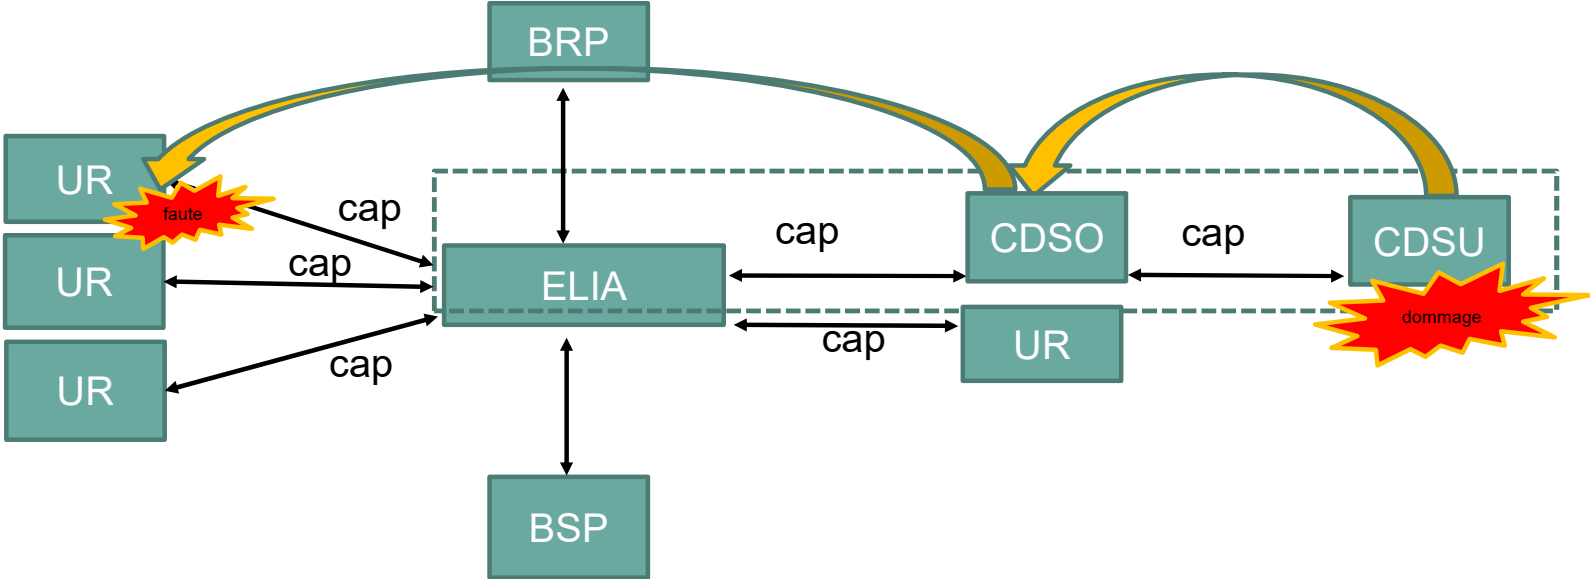 BRP
UR
faute
cap
cap
CDSO
cap
CDSU
UR
cap
ELIA
dommage
UR
cap
cap
UR
BSP